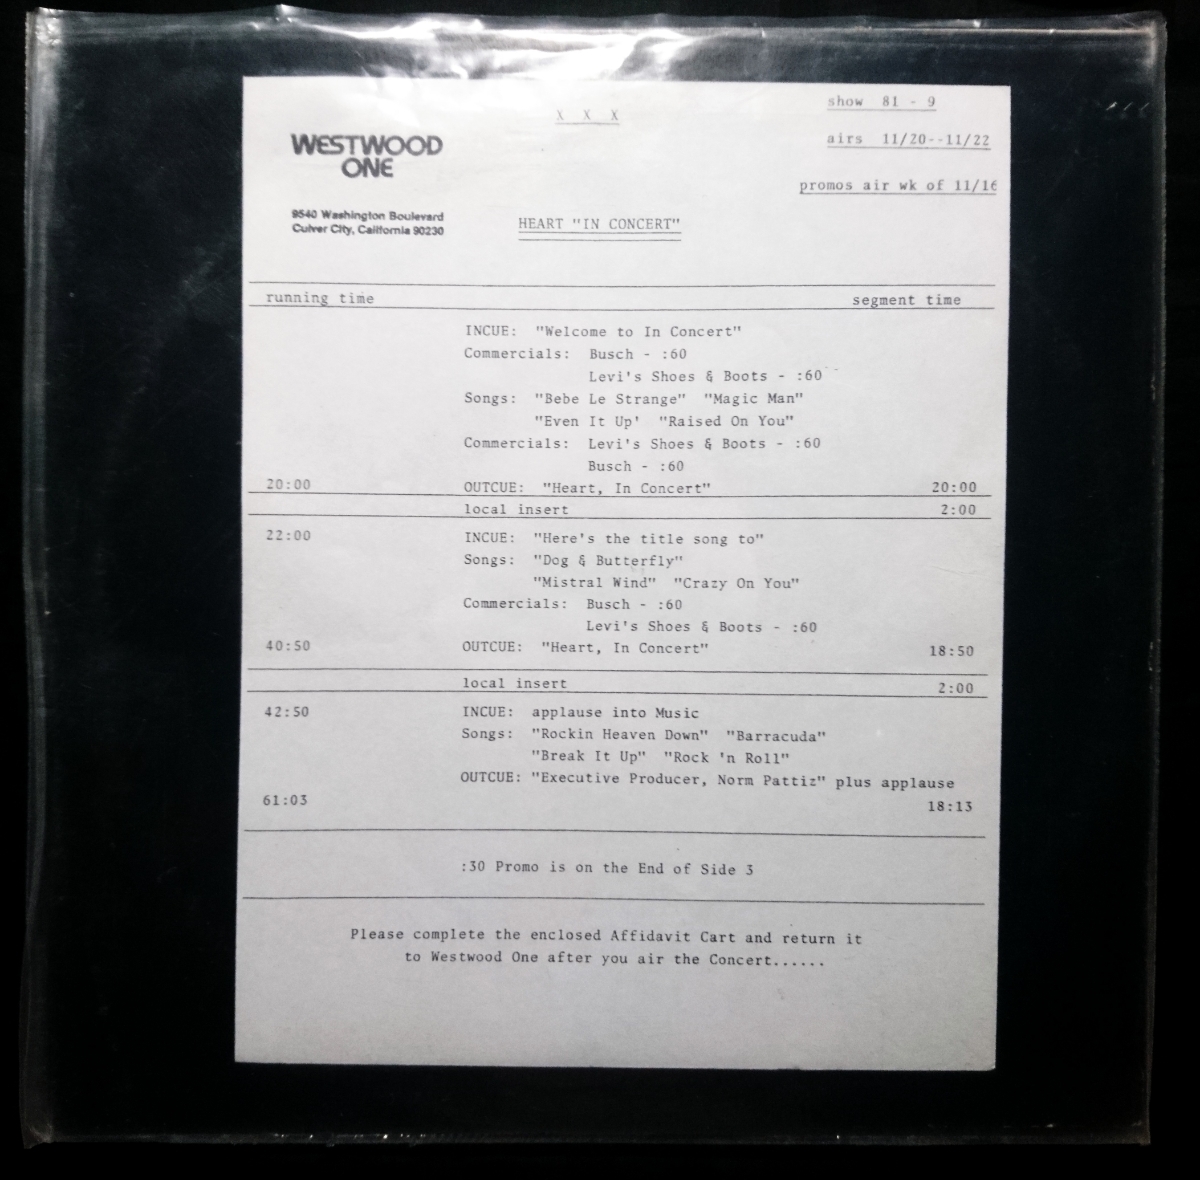 show 81 - 9
X X X
WESTWOOD
ONE
airs 11/20--11/22
promos air wk of 11/16
9540 Washington Boulevard
Culver City, California 90230
HEART "IN CONCERT"
running time segment time
INCUE: "Welcome to In Concert"
Commercials: Busch - :60
Levi's Shoes & Boots - :60
Songs: "Bebe Le Strange" "Magic Man"
"Even It Up' "Raised On You"
Commercials: Levi's Shoes & Boots - :60
Busch - :60
20:00 OUTCUE: "Heart, In Concert" 20:00
local insert 2:00
22:00 INCUE: "Here's the title song to"
Songs: "Dog & Butterfly"
"Mistral Wind" "Crazy On You"
Commercials: Busch - :60
Levi's Shoes & Boots - :60
40:50 OUTCUE: "Heart, In Concert" 18:50
local insert 2:00
42:50 INCUE: applause into Music
Songs: "Rockin Heaven Down" "Barracuda"
"Break It Up" "Rock 'n Roll"
OUTCUE: "Executive Producer, Norm Pattiz" plus applause
61:03 18:13
:30 Promo is on the End of Side 3
Please complete the enclosed Affidavit Cart and return it
to Westwood One after you air the Concert......